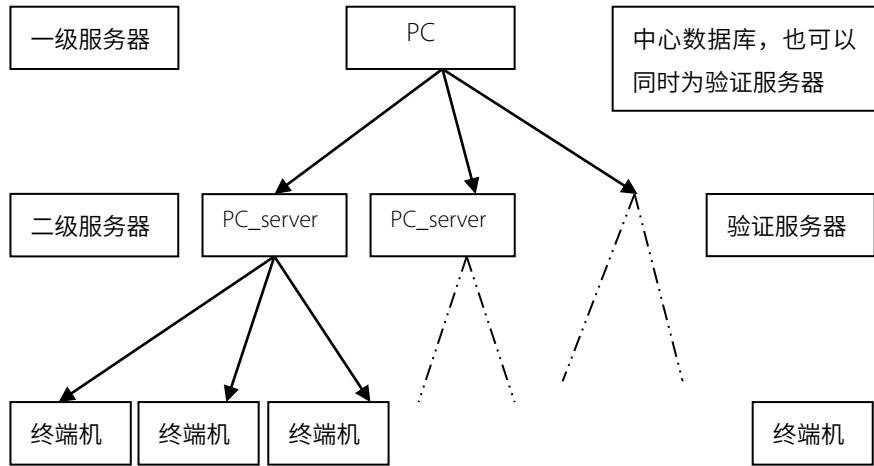 一级服务器
PC
中心数据库，也可以
同时为验证服务器
二级服务器
PC_server
PC_server
验证服务器
终端机
终端机
终端机
终端机